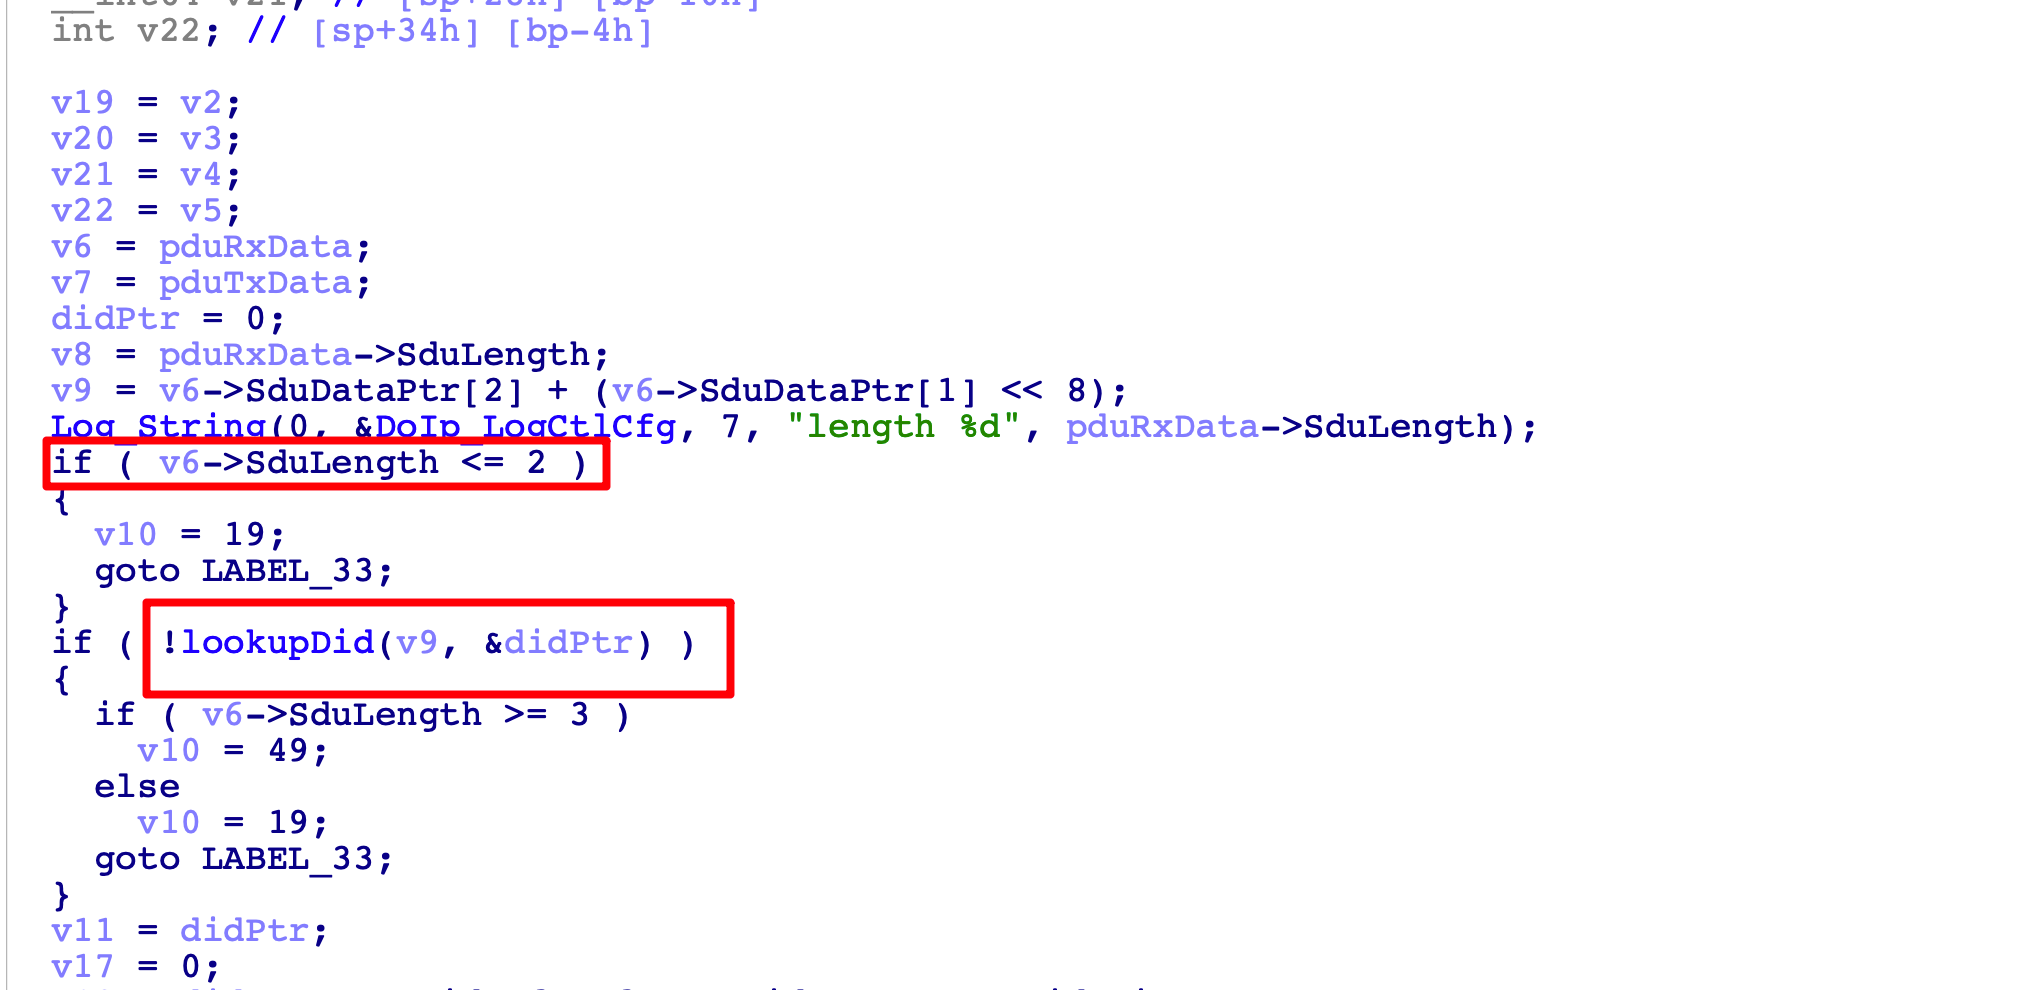 int v22; // [sp+34h] [bp-4h]
v19 = v2;
v20 = v3;
v21 = v4;
v22 = v5;
v6 = pduRxData;
v7 = pduTxData;
didPtr = 0;
v8 = pduRxData->SduLength;
v9 = v6->SduDataPtr[2] + (v6->SduDataPtr[1] << 8);
Log_String(0, &DoIp_LogCtlCfg, 7, "length %d", pduRxData->SduLength);
if ( v6->SduLength <= 2 )
{
v10 = 19;
goto LABEL_33;
}
if ( !lookupDid(v9, &didPtr) )
{
if ( v6->SduLength >= 3 )
v10 = 49;
else
v10 = 19;
goto LABEL_33;
}
v11 = didPtr;
v17 = 0;